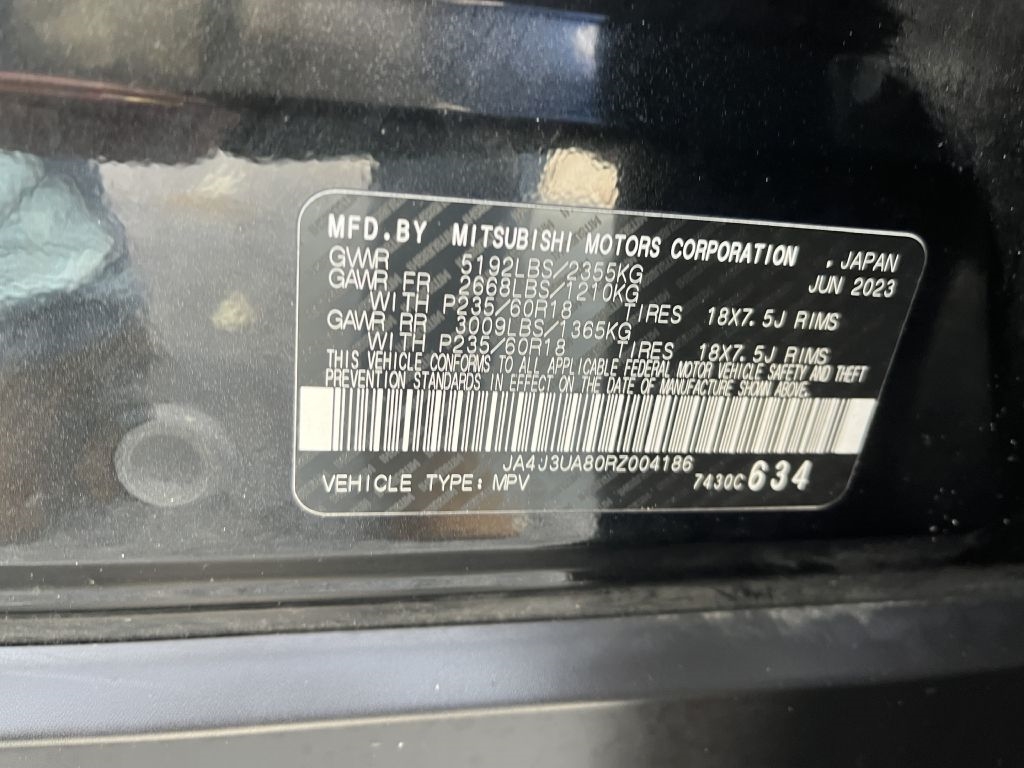 MFD.BY MITSUBISHI MOTORS CORPORATION , JAPAN
GWWR 5192LBS/2355KG JUN 2023
GAWR FR 2668LBS/1210KG
WITH P235/60R18 TIRES 18X7.5J RIMS
GAWR RR 3009LBS/1365KG
WITH P235/60R18 TIRES 18X7.5J RIMS
THIS VEHICLE CONFORMS TO ALL APPLICABLE FEDERAL MOTOR VEHICLE SAFETY AND THEFT
PREVENTION STANDARDS IN EFFECT ON THE DATE OF MANUFACTURE SHOWN ABOVE.
JA4J3UA80RZ004186
VEHICLE TYPE: MPV 7430C634